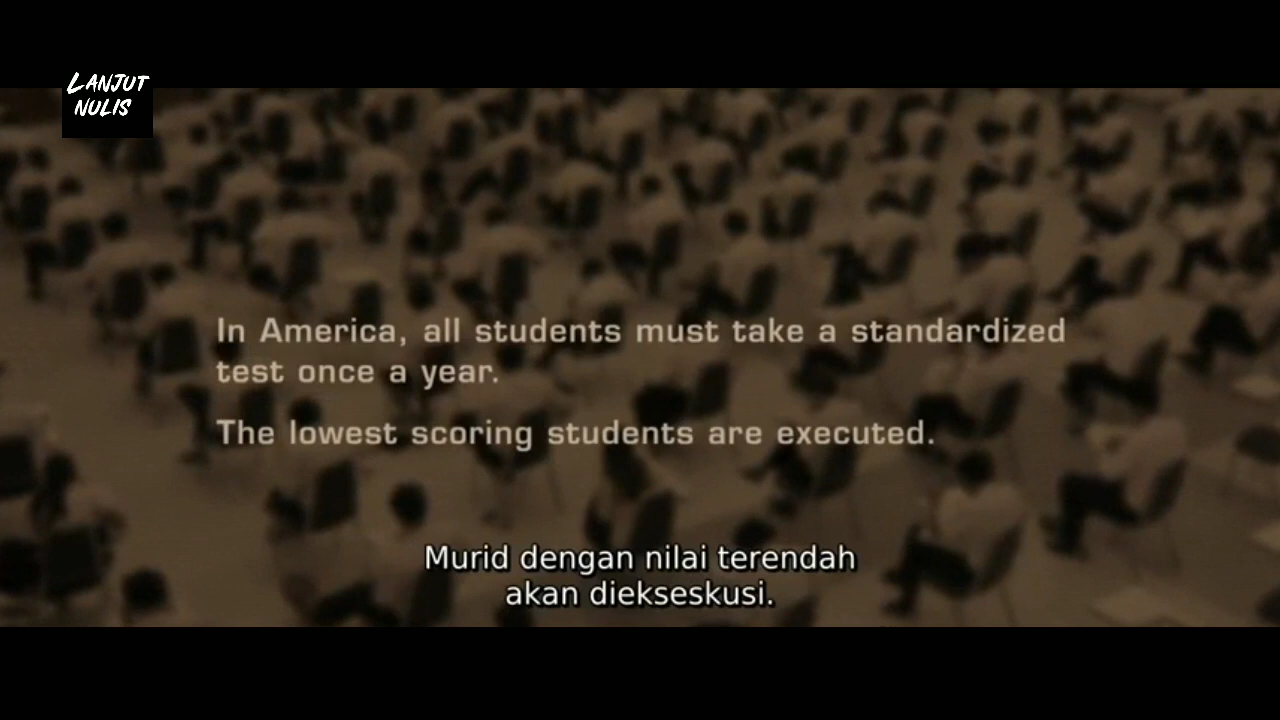 LANJUT
NULIS
In America, all students must take a standardized
test once a year.
The lowest scoring students are executed.
Murid dengan nilai terendah
akan diekseskusi.